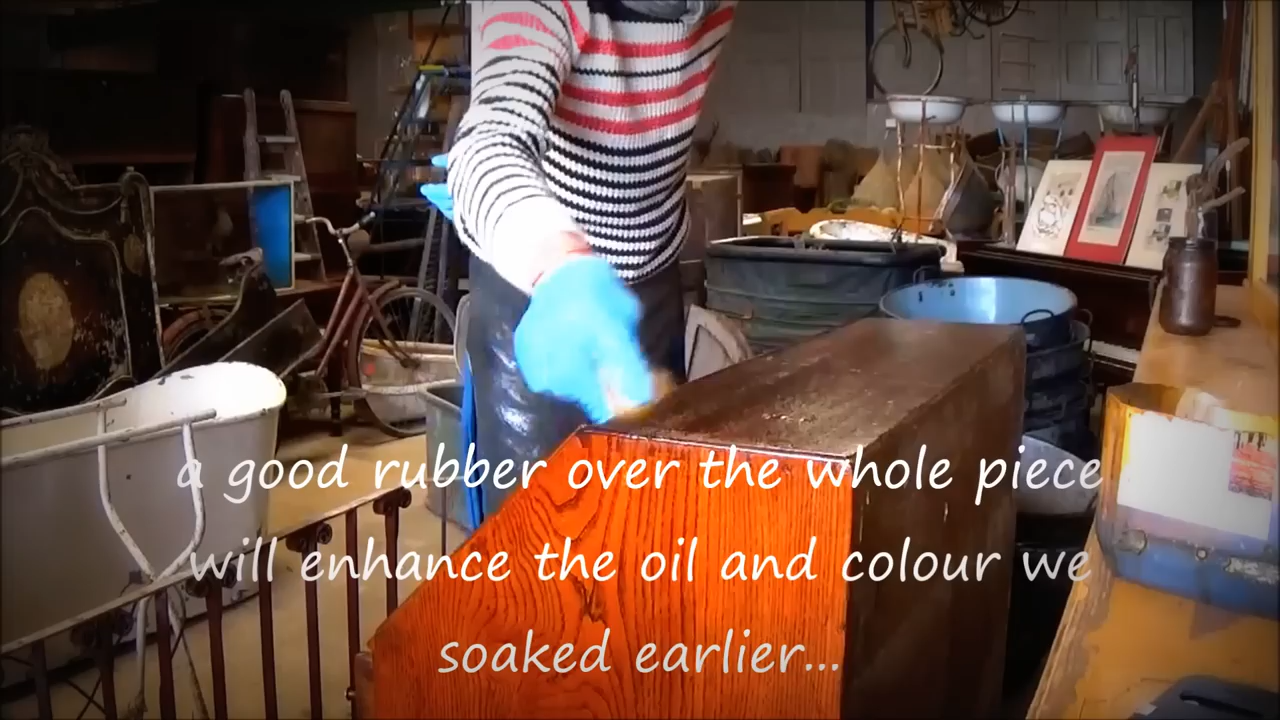 a good rubber over the whole piece
will enhance the oil and colour we
soaked earlier...